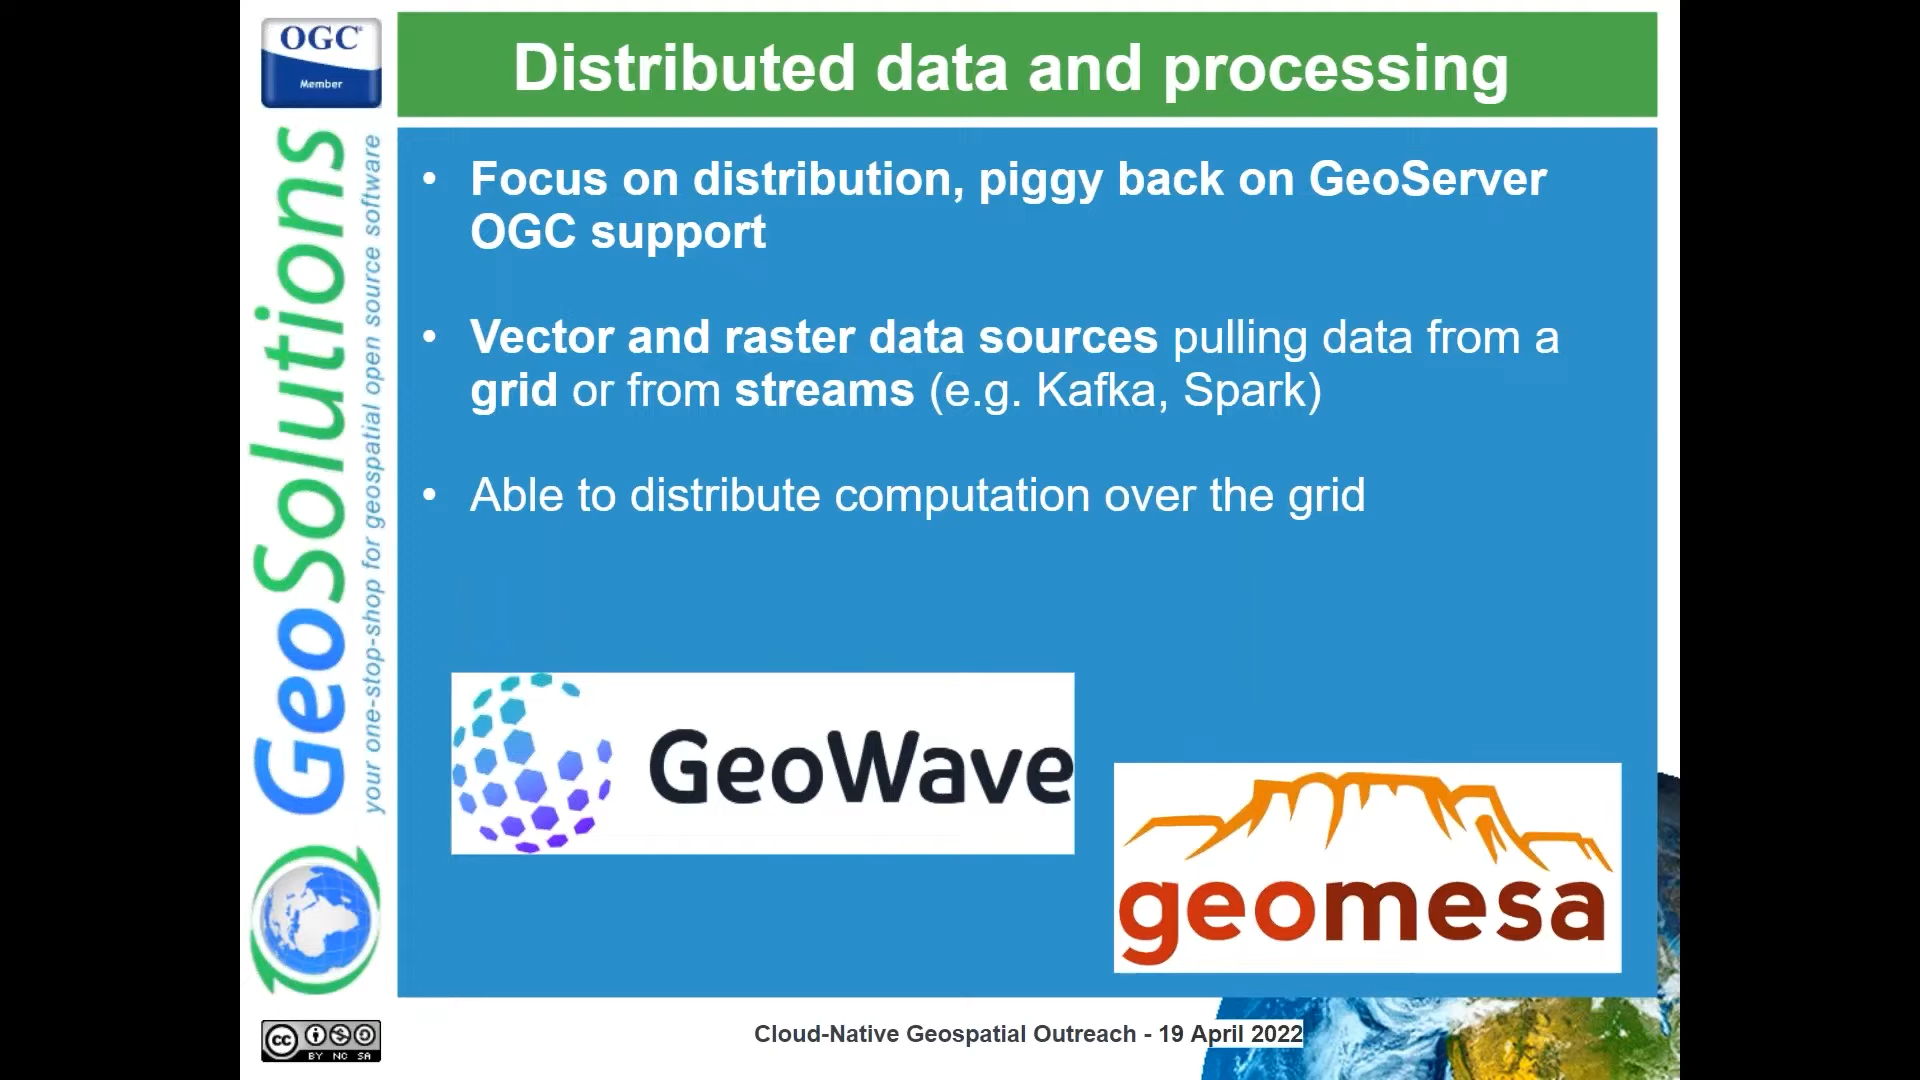 OGC
Member
Distributed data and processing
GeoSolutions
your one-stop-shop for geospatial open source software
• Focus on distribution, piggy back on GeoServer
OGC support
• Vector and raster data sources pulling data from a
grid or from streams (e.g. Kafka, Spark)
• Able to distribute computation over the grid
GeoWave
geomesa
cc
BY NC SA
Cloud-Native Geospatial Outreach - 19 April 2022